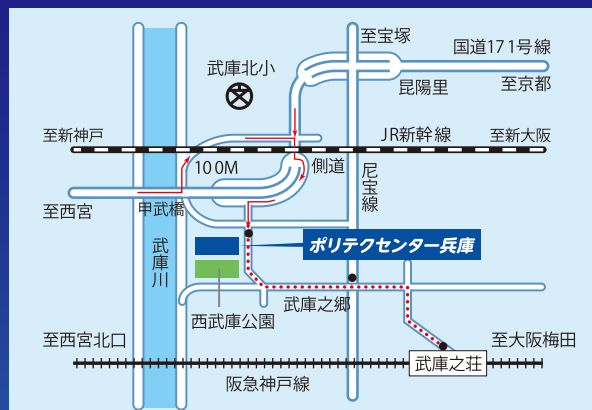 至宝塚
国道171号線
武庫北小
昆陽里
至京都
至新神戸
JR新幹線
至新大阪
100M
側道
尼宝線
至西宮
甲武橋
武庫川
ポリテクセンター兵庫
西武庫公園
武庫之郷
至西宮北口
至大阪梅田
武庫之荘
阪急神戸線